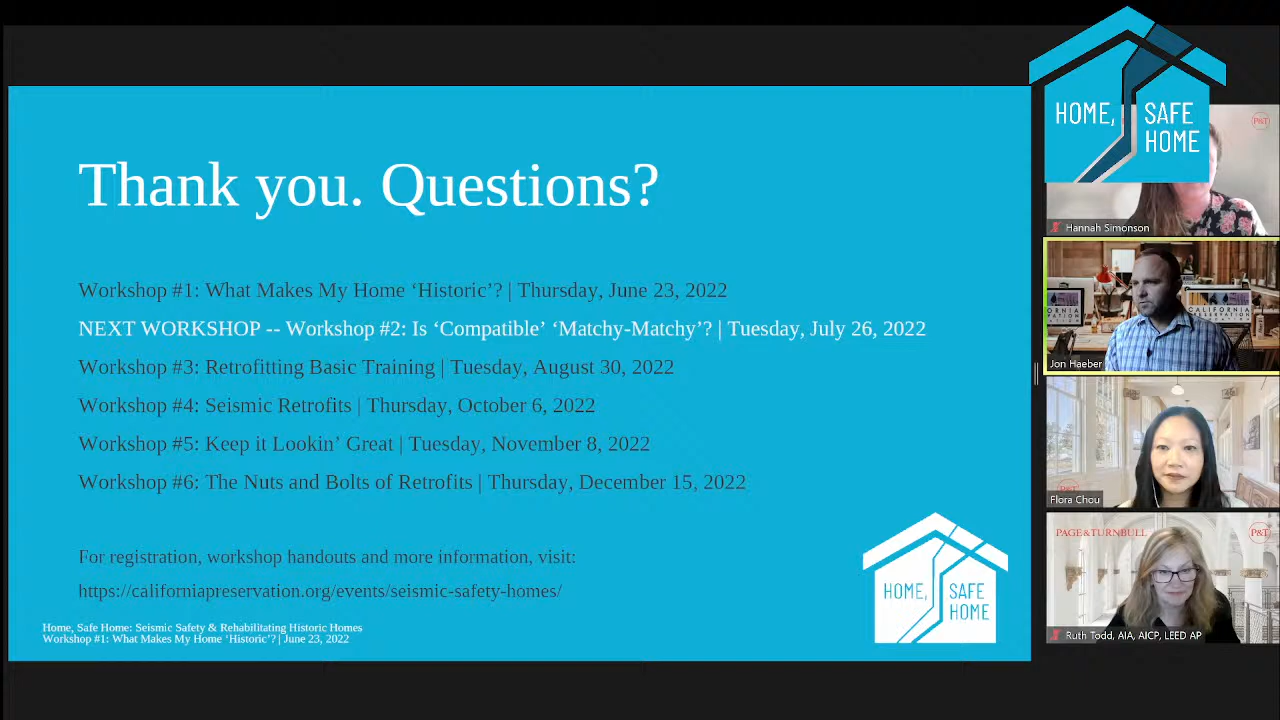 Thank you. Questions?
Workshop #1: What Makes My Home ‘Historic’? | Thursday, June 23, 2022
NEXT WORKSHOP -- Workshop #2: Is ‘Compatible’ ‘Matchy-Matchy’? | Tuesday, July 26, 2022
Workshop #3: Retrofitting Basic Training | Tuesday, August 30, 2022
Workshop #4: Seismic Retrofits | Thursday, October 6, 2022
Workshop #5: Keep it Lookin’ Great | Tuesday, November 8, 2022
Workshop #6: The Nuts and Bolts of Retrofits | Thursday, December 15, 2022
For registration, workshop handouts and more information, visit:
https://californiapreservation.org/events/seismic-safety-homes/
Home, Safe Home: Seismic Safety & Rehabilitating Historic Homes
Workshop #1: What Makes My Home ‘Historic’? | June 23, 2022
HOME, SAFE
HOME
HOME, SAFE
HOME
P&T
Hannah Simonson
CALIFORNIA
Jon Haeber
Flora Chou
PAGE&TURNBULL
P&T
Ruth Todd, AIA, AICP, LEED AP